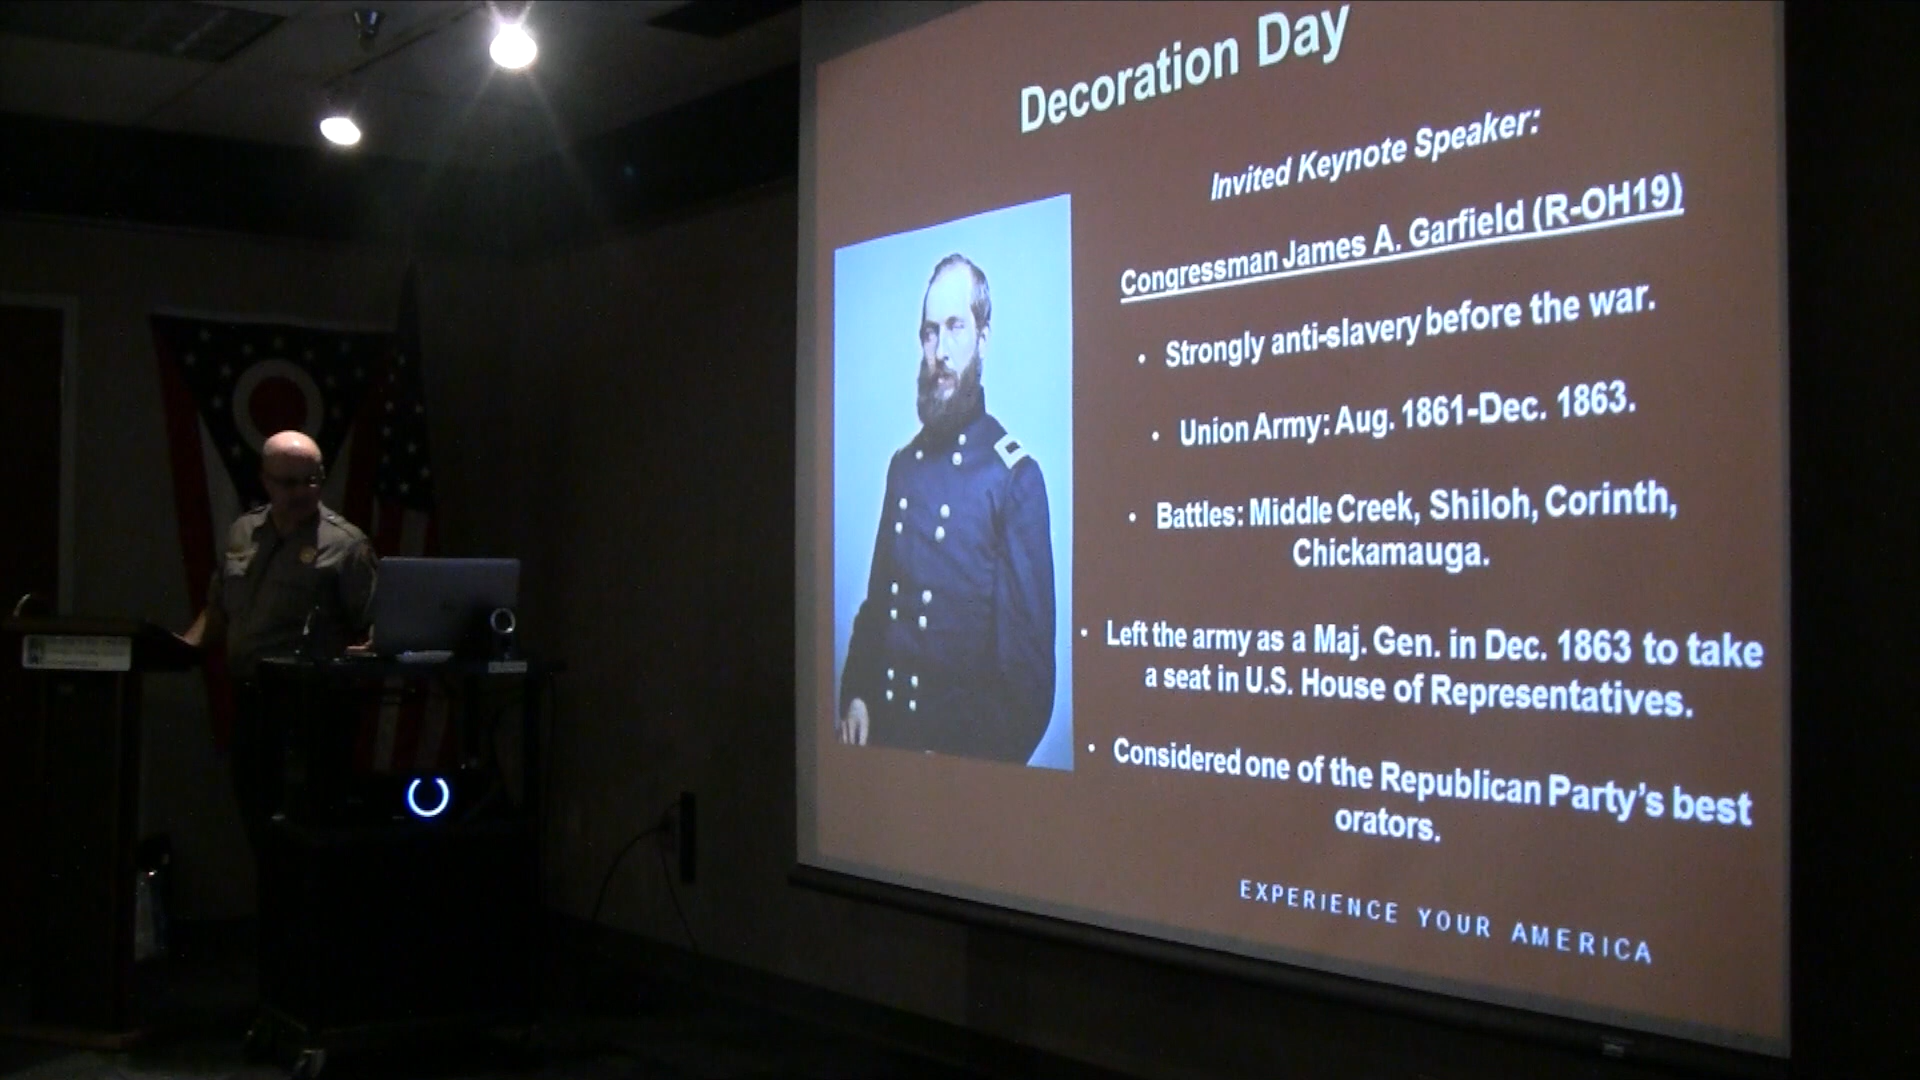 Decoration Day
Invited Keynote Speaker:
Congressman James A. Garfield (R-OH19)
• Strongly anti-slavery before the war.
• Union Army: Aug. 1861-Dec. 1863.
• Battles: Middle Creek, Shiloh, Corinth,
Chickamauga.
• Left the army as a Maj. Gen. in Dec. 1863 to take
a seat in U.S. House of Representatives.
• Considered one of the Republican Party's best
orators.
EXPERIENCE YOUR AMERICA